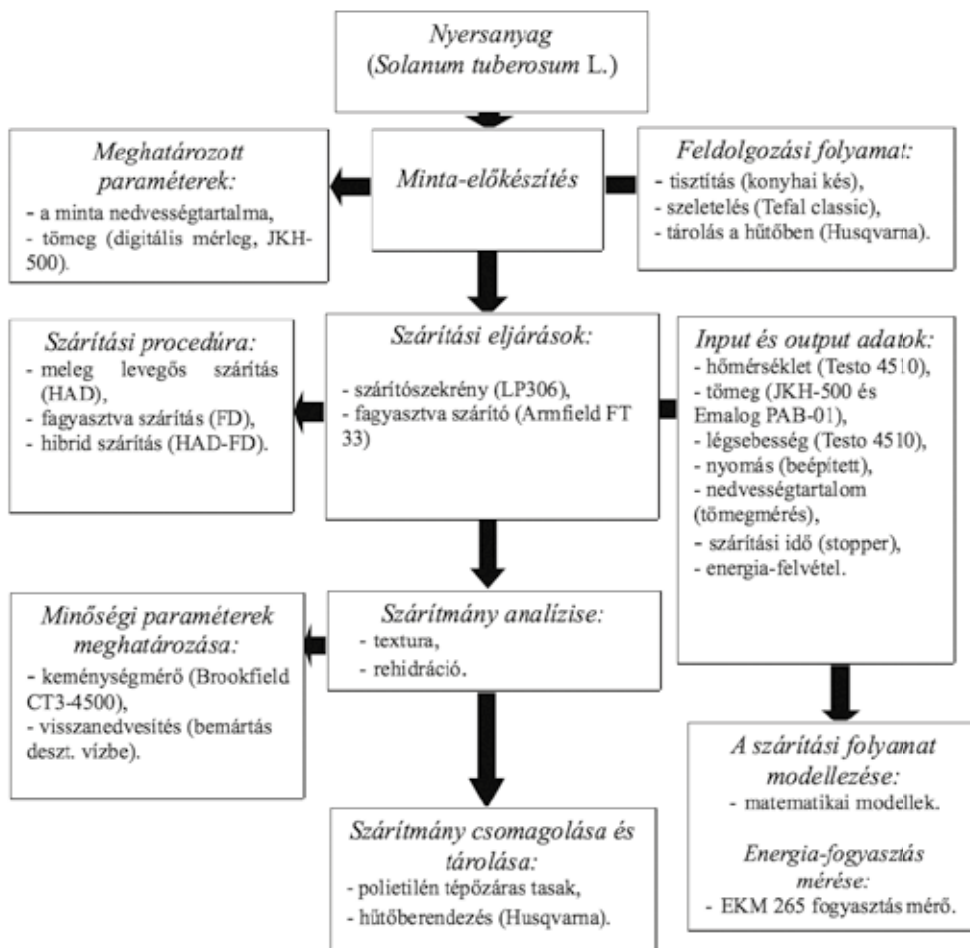 Nyersanyag
(Solanum tuberosum L.)
Meghatározott
paraméterek:
- a minta nedvességtartalma,
- tömeg (digitális mérleg, JKH-
500).
Minta-előkészítés
Feldolgozási folyamat:
- tisztítás (konyhai kés),
- szeletelés (Tefal classic),
- tárolás a hűtőben (Husqvarna).
Szárítási procedúra:
- meleg levegős szárítás
(HAD),
- fagyasztva szárítás (FD),
- hibrid szárítás (HAD-FD).
Szárítási eljárások:
- szárítószekrény (LP306),
- fagyasztva szárító (Armfield FT
33)
Input és output adatok:
- hőmérséklet (Testo 4510),
- tömeg (JKH-500 és
Emalog PAB-01),
- légsebesség (Testo 4510),
- nyomás (beépített),
- nedvességtartalom
(tömegmérés),
- szárítási idő (stopper),
- energia-felvétel.
Minőségi paraméterek
meghatározása:
- keménységmérő (Brookfield
CT3-4500),
- visszanedvesítés (bemártás
deszt. vízbe).
Szárítmány analízise:
- textura,
- rehidráció.
A szárítási folyamat
modellezése:
- matematikai modellek.
Energia-fogyasztás
mérése:
- EKM 265 fogyasztás mérő.
Szárítmány csomagolása és
tárolása:
- polietilén tépőzáras tasak,
- hűtőberendezés (Husqvarna).